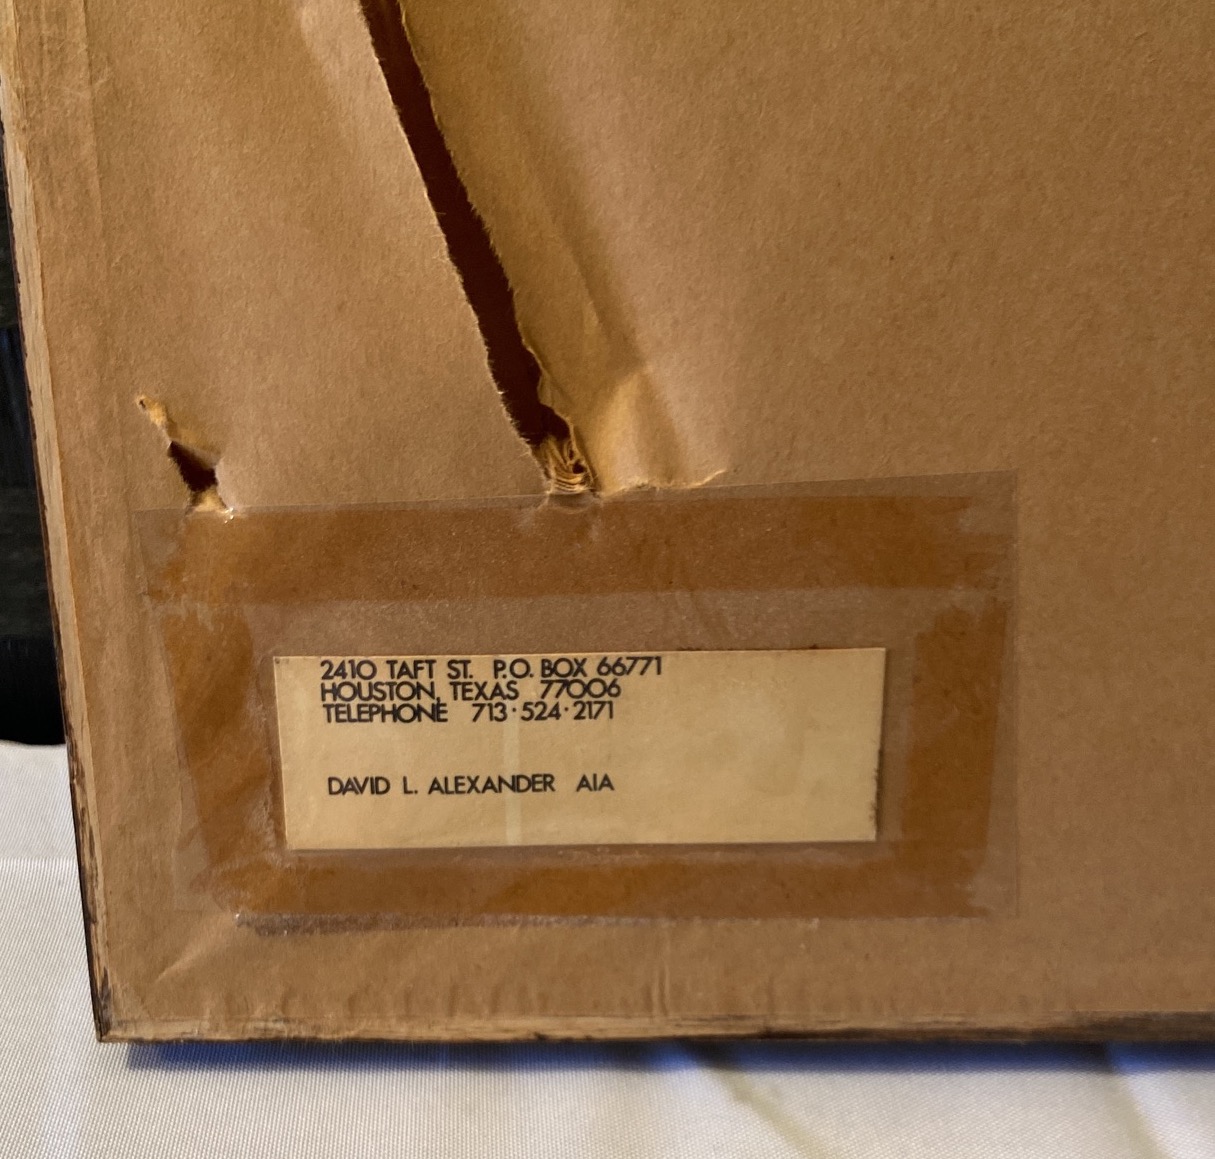 2410 TAFT ST. P.O. BOX 66771
HOUSTON, TEXAS 77006
TELEPHONE 713·524·2171
DAVID L. ALEXANDER AIA